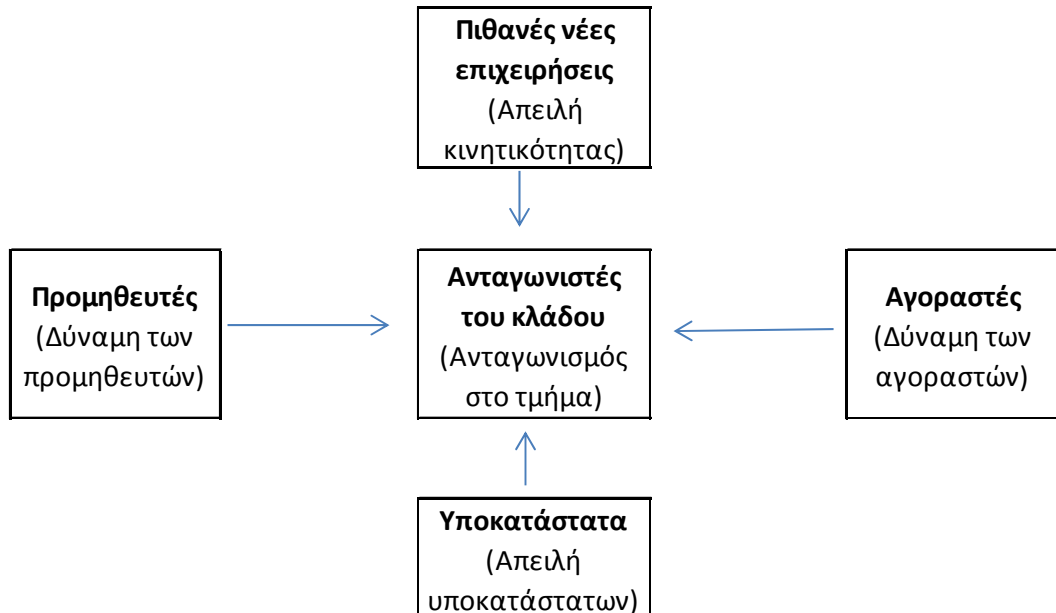 Πιθανές νέες
επιχειρήσεις
(Απειλή
κινητικότητας)
Προμηθευτές
(Δύναμη των
προμηθευτών)
Ανταγωνιστές
του κλάδου
(Ανταγωνισμός
στο τμήμα)
Αγοραστές
(Δύναμη των
αγοραστών)
Υποκατάστατα
(Απειλή
υποκατάστατων)